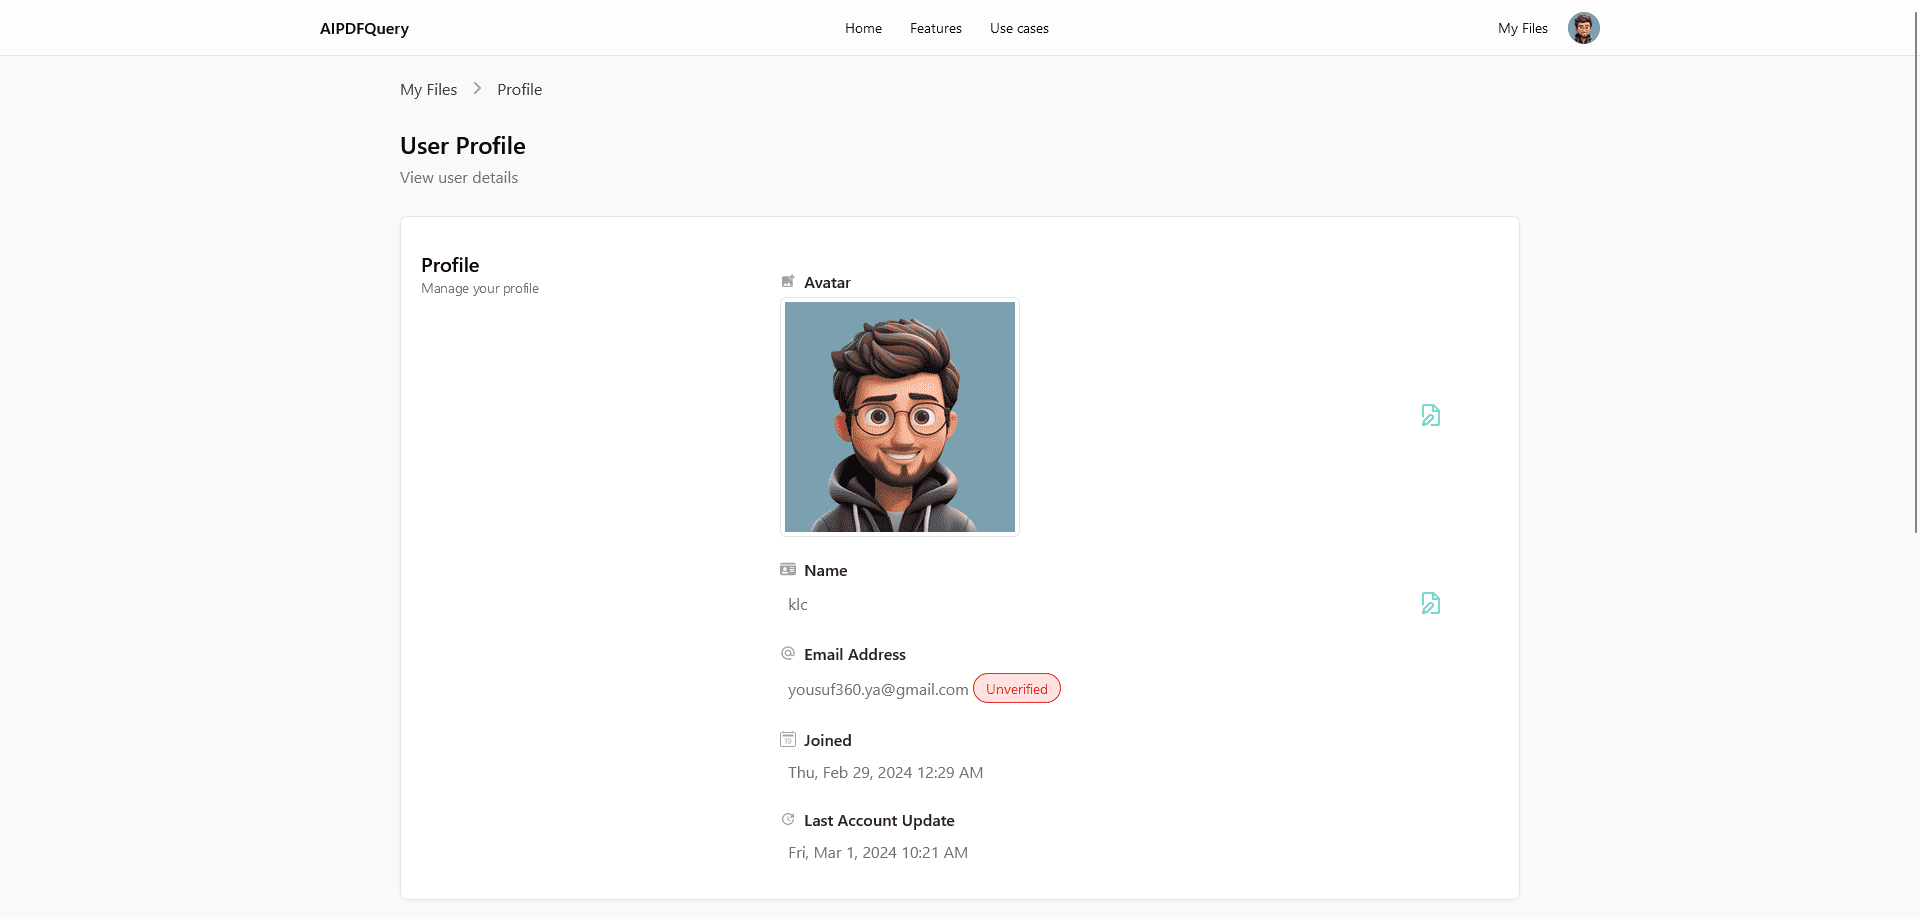 AIPDFQuery
Home Features Use cases
My Files
My Files Profile
User Profile
View user details
Profile
Manage your profile
Avatar
Name
klc
Email Address
yousuf360.ya@gmail.com Unverified
Joined
Thu, Feb 29, 2024 12:29 AM
Last Account Update
Fri, Mar 1, 2024 10:21 AM